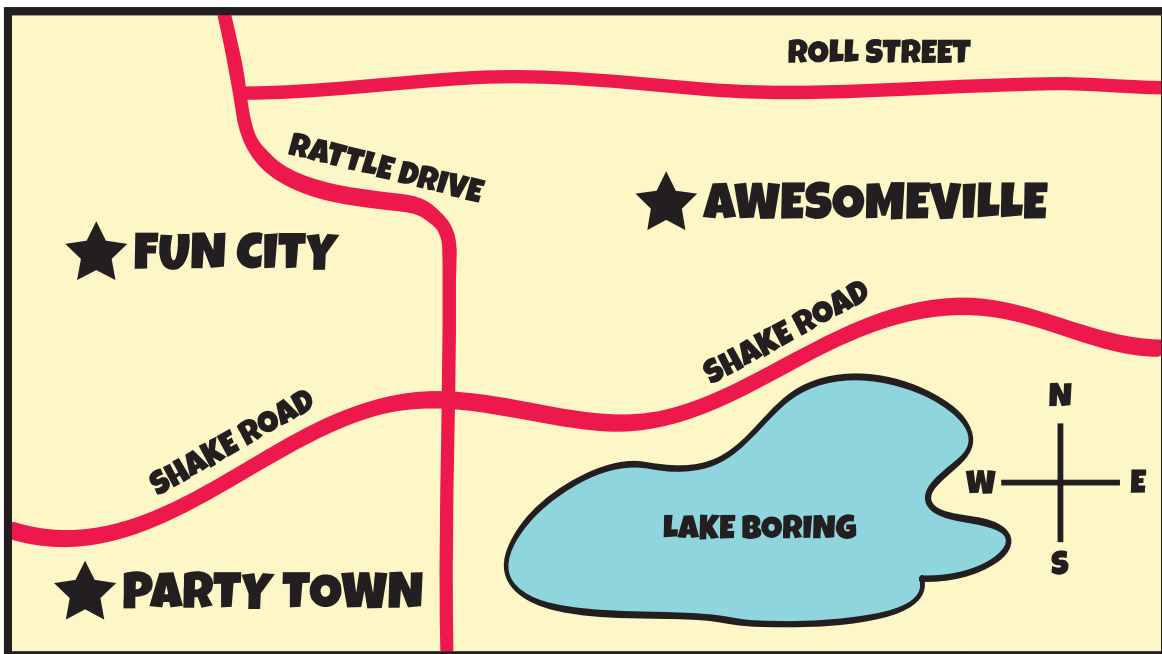 ROLL STREET
RATTLE DRIVE
AWESOMEVILLE
FUN CITY
SHAKE ROAD
SHAKE ROAD
N
W E
S
LAKE BORING
PARTY TOWN